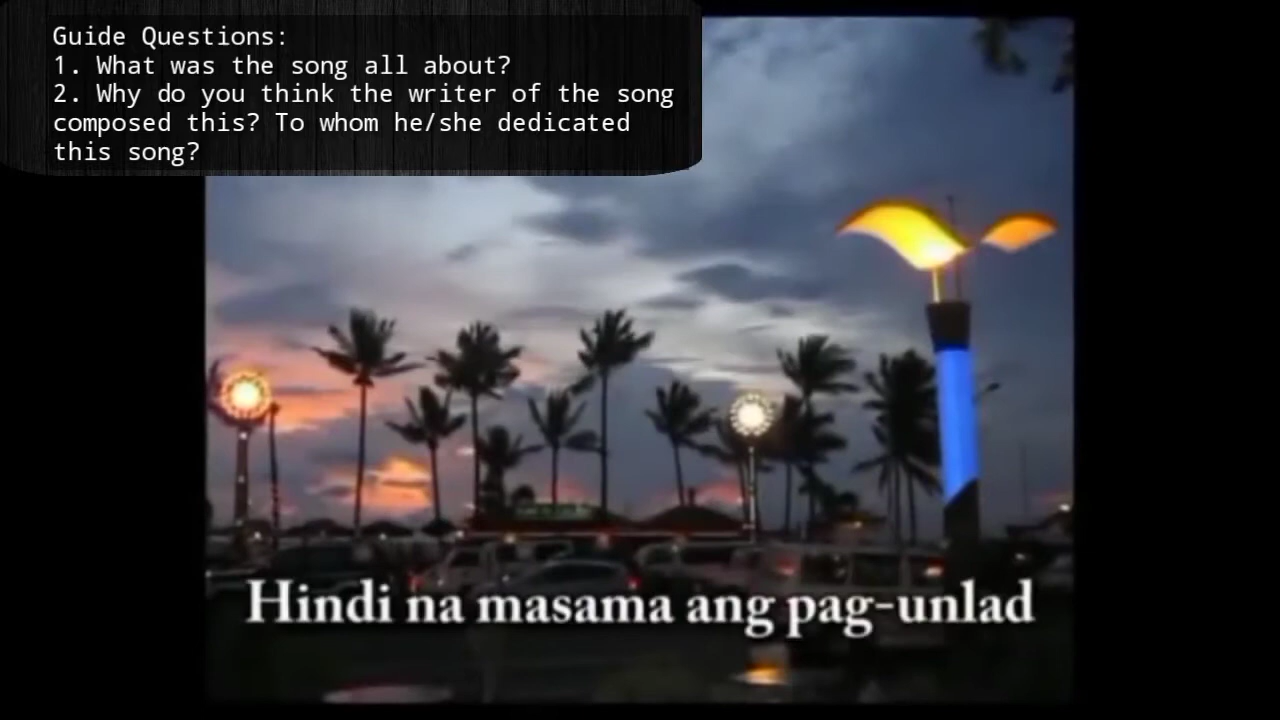 Guide Questions:
1. What was the song all about?
2. Why do you think the writer of the song
composed this? To whom he/she dedicated
this song?
Hindi na masama ang pag-unlad